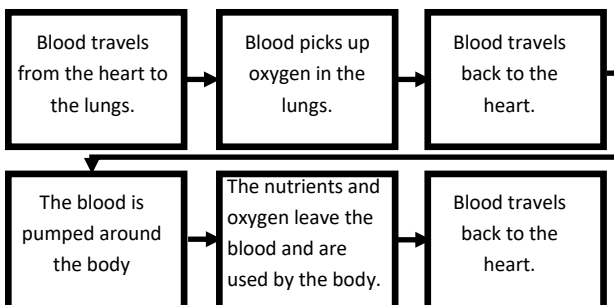 Blood travels
from the heart to
the lungs.
Blood picks up
oxygen in the
lungs.
Blood travels
back to the
heart.
The blood is
pumped around
the body
The nutrients and
oxygen leave the
blood and are
used by the body.
Blood travels
back to the
heart.